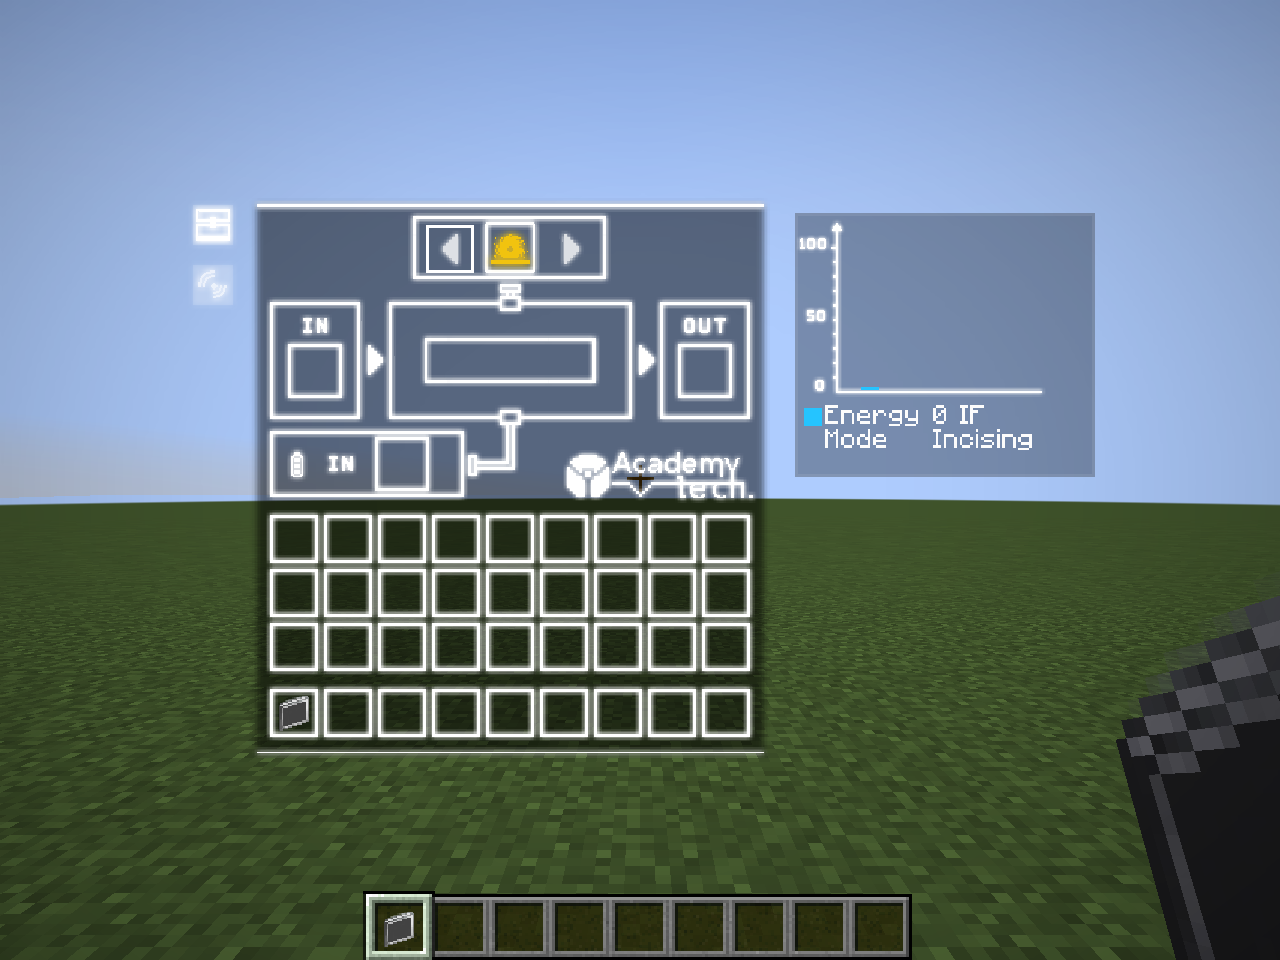 IN
OUT
IN
Academy
Tech.
100
50
0
Energy 0 IF
Mode Incising